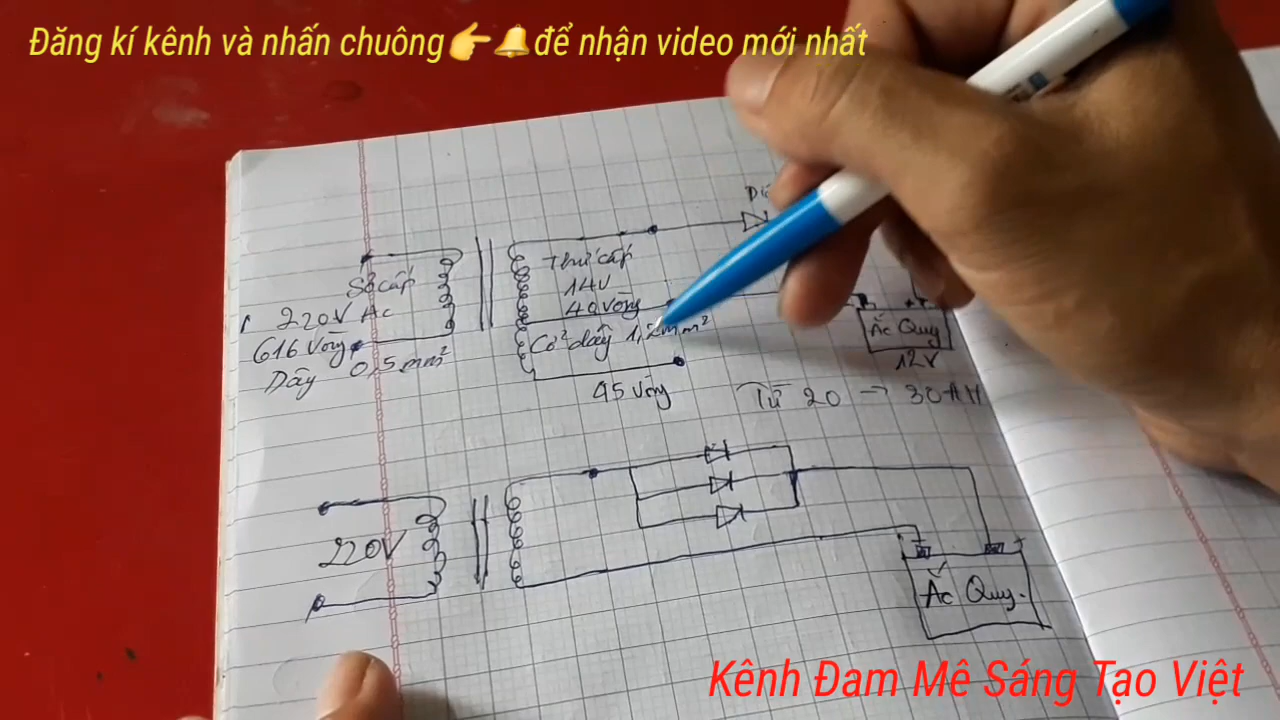 Đăng kí kênh và nhấn chuông👉🔔để nhận video mới nhất
Sơ cấp
220V AC
616 Vòng
Dây 0,5 mm²
Thứ cấp
14V
40 vòng
Cỡ dây 1,2mm²
45 vòng
Ắc Quy
12V
Từ 20 → 30AH
220V
Ắc Quy
Kênh Đam Mê Sáng Tạo Việt